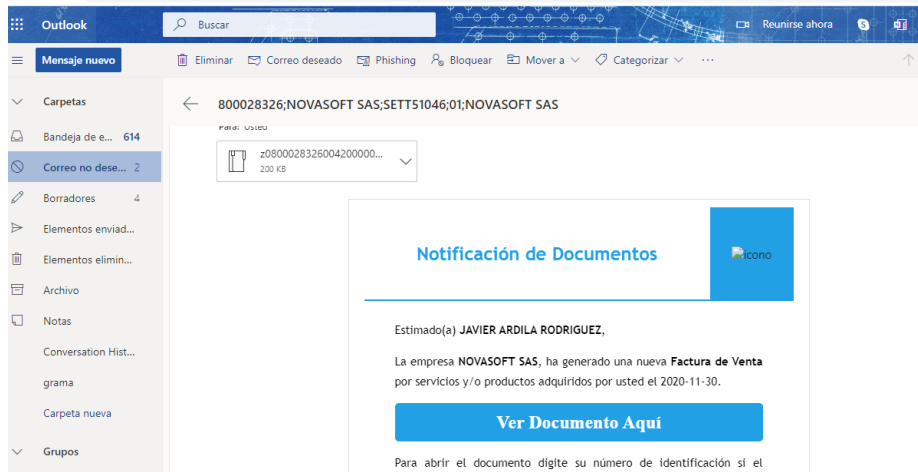 Outlook
Buscar
Reunirse ahora
Mensaje nuevo
Eliminar
Correo deseado
Phishing
Bloquear
Mover a
Categorizar
...
Carpetas
Bandeja de e... 614
Correo no dese... 2
Borradores 4
Elementos enviad...
Elementos elimin...
Archivo
Notas
Conversation Hist...
grama
Carpeta nueva
Grupos
800028326;NOVASOFT SAS;SETT51046;01;NOVASOFT SAS
Para: Usted
z0800028326004200000...
200 KB
Notificación de Documentos
icono
Estimado(a) JAVIER ARDILA RODRIGUEZ,
La empresa NOVASOFT SAS, ha generado una nueva Factura de Venta
por servicios y/o productos adquiridos por usted el 2020-11-30.
Ver Documento Aquí
Para abrir el documento digite su número de identificación si el